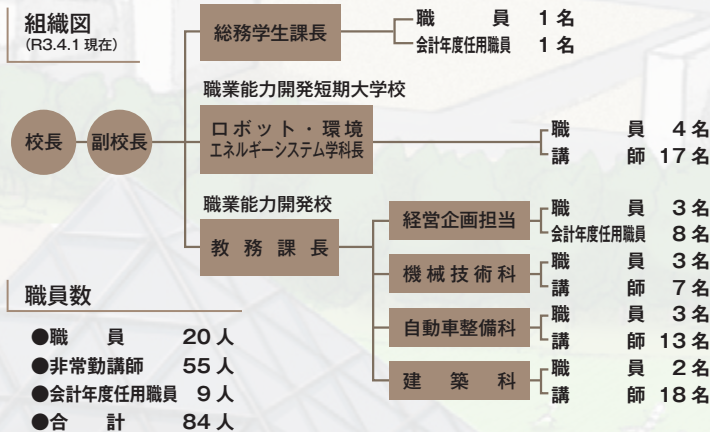 組織図
(R3.4.1 現在)
校長
副校長
総務学生課長
職員 1名
会計年度任用職員 1名
職業能力開発短期大学校
ロボット・環境
エネルギーシステム学科長
職員 4名
講師 17名
職業能力開発校
教務課長
経営企画担当
職員 3名
会計年度任用職員 8名
機械技術科
職員 3名
講師 7名
自動車整備科
職員 3名
講師 13名
建築科
職員 2名
講師 18名
職員数
●職員 20人
●非常勤講師 55人
●会計年度任用職員 9人
●合計 84人